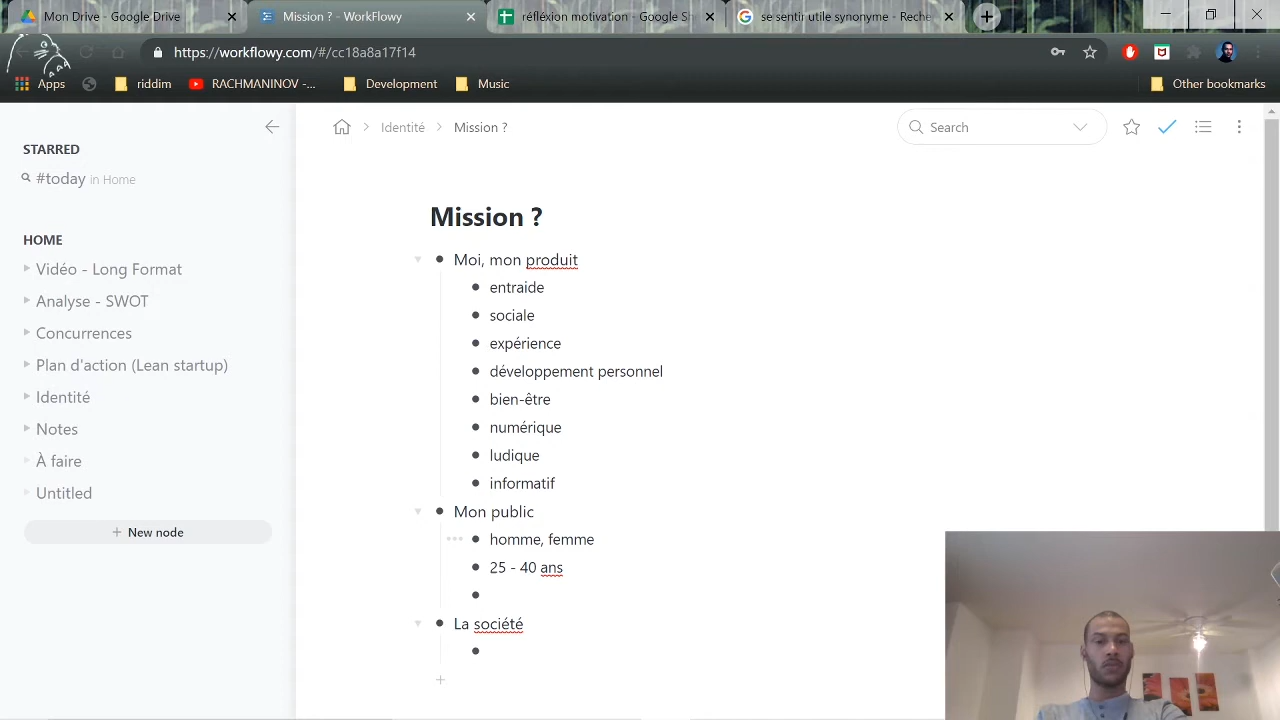 Mon Drive - Google Drive
Mission ? - WorkFlowy
réfléxion motivation - Google Sh
se sentir utile synonyme - Reche
https://workflowy.com/#/cc18a8a17f14
Apps
riddim
RACHMANINOV -...
Development
Music
Other bookmarks
Identité
Mission ?
Search
STARRED
#today in Home
HOME
Vidéo - Long Format
Analyse - SWOT
Concurrences
Plan d'action (Lean startup)
Identité
Notes
À faire
Untitled
+ New node
Mission ?
Moi, mon produit
entraide
sociale
expérience
développement personnel
bien-être
numérique
ludique
informatif
Mon public
homme, femme
25 - 40 ans
La société